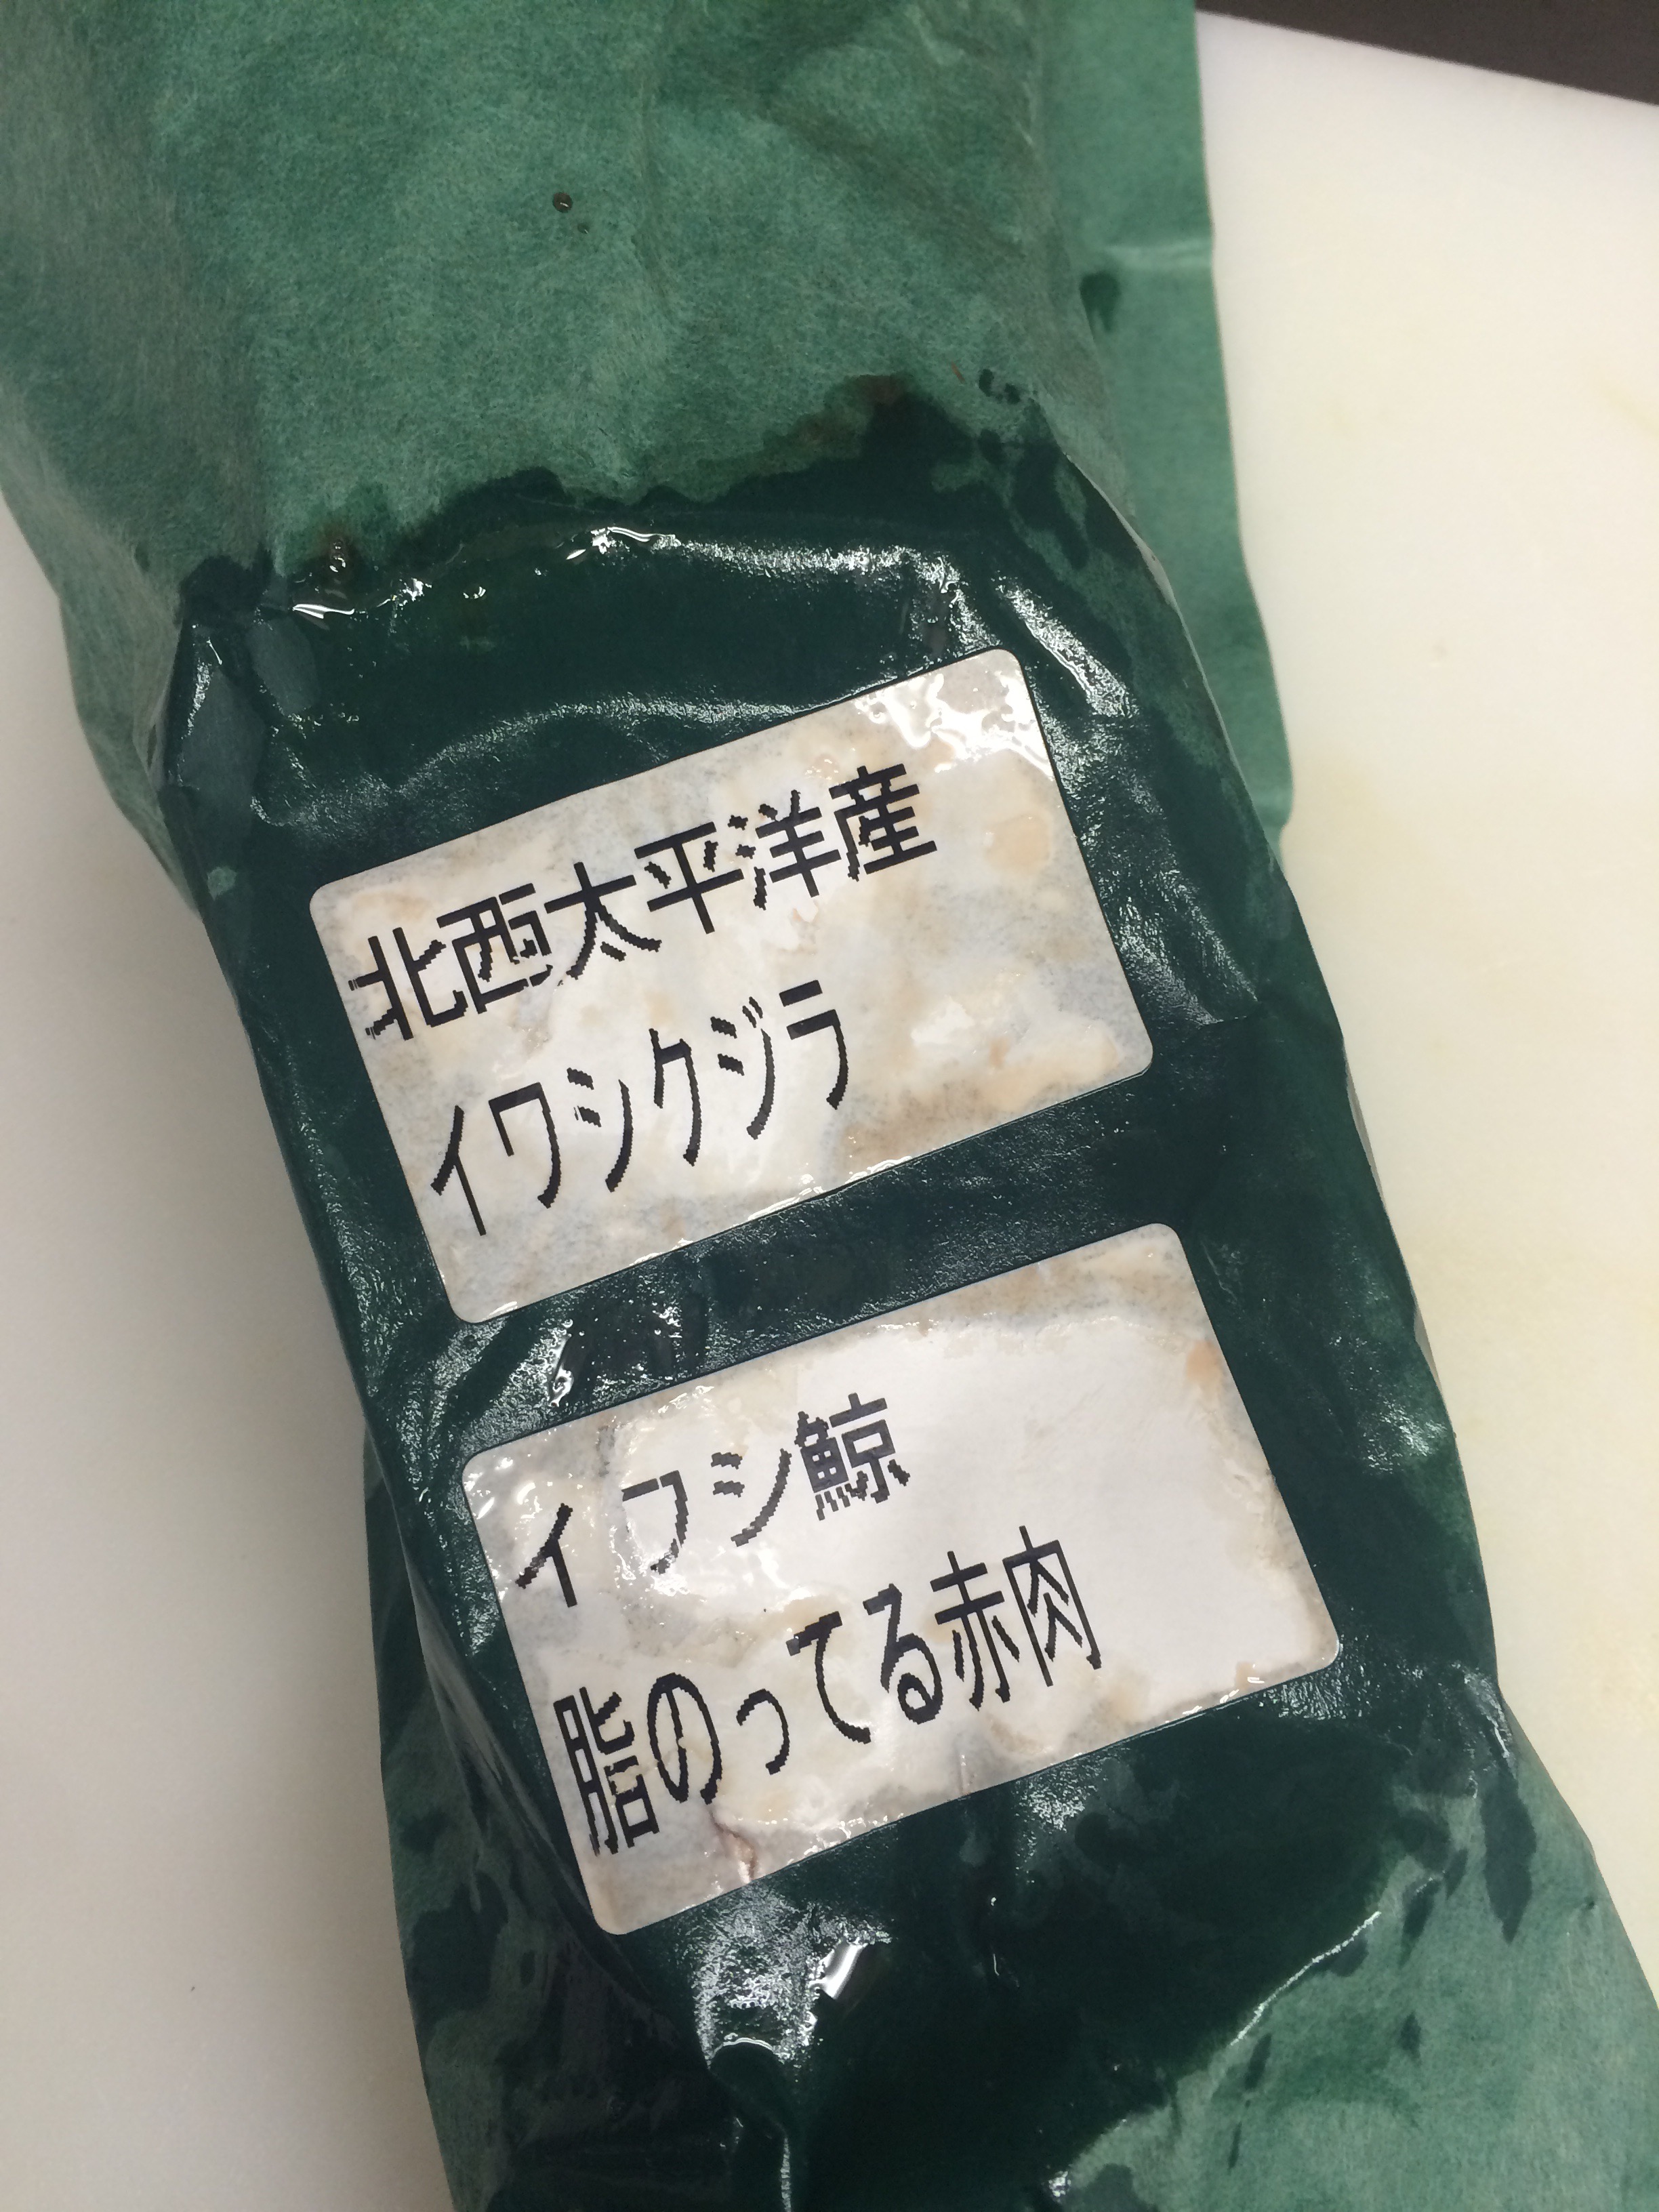 北西太平洋産
イワシクジラ
イワシ鯨
脂のってる赤肉